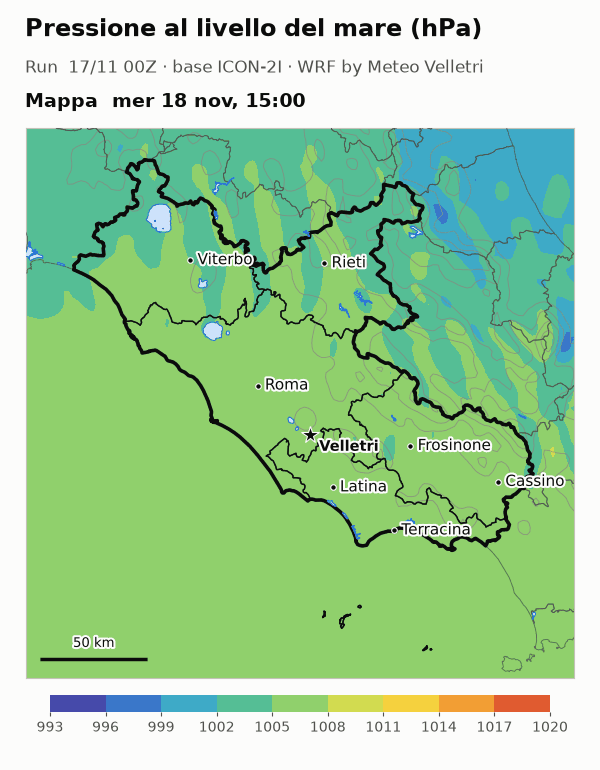 Pressione al livello del mare (hPa)
Run 17/11 00Z · base ICON-2I · WRF by Meteo Velletri
Mappa mer 18 nov, 15:00
Viterbo
Rieti
Roma
Velletri
Frosinone
Cassino
Latina
Terracina
50 km
993 996 999 1002 1005 1008 1011 1014 1017 1020